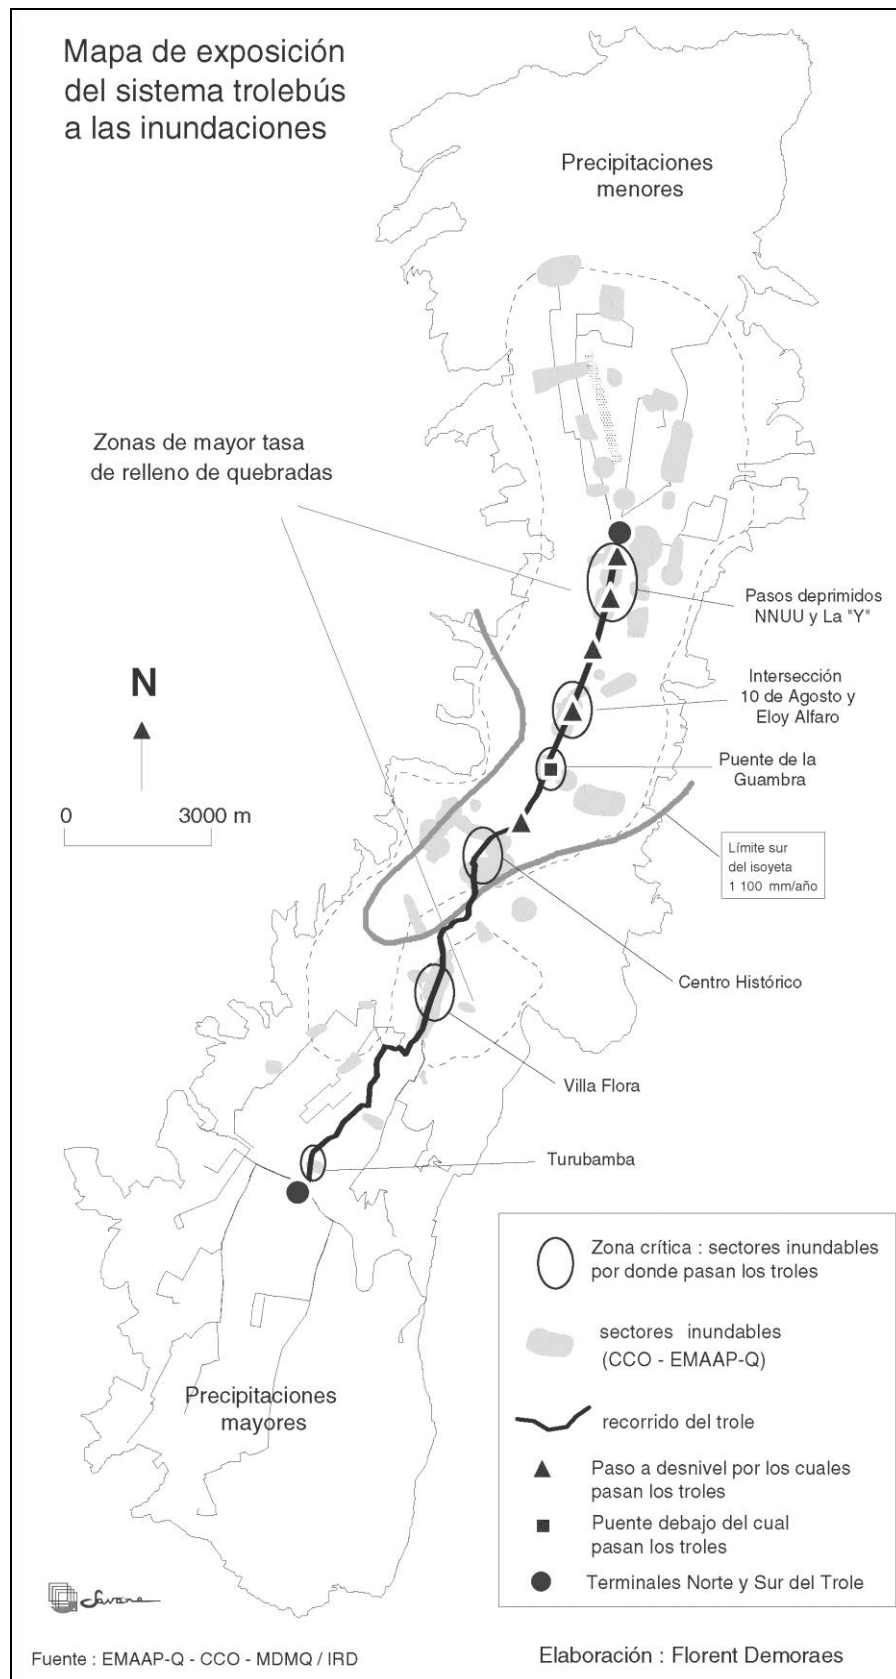 Mapa de exposición
del sistema trolebús
a las inundaciones
Precipitaciones
menores
Zonas de mayor tasa
de relleno de quebradas
Pasos deprimidos
NNUU y La "Y"
N
Intersección
10 de Agosto y
Eloy Alfaro
Puente de la
Guambra
0 3000 m
Límite sur
del isoyeta
1 100 mm/año
Centro Histórico
Villa Flora
Turubamba
Precipitaciones
mayores
Zona crítica : sectores inundables
por donde pasan los troles
sectores inundables
(CCO - EMAAP-Q)
recorrido del trole
Paso a desnivel por los cuales
pasan los troles
Puente debajo del cual
pasan los troles
Terminales Norte y Sur del Trole
Savane
Fuente : EMAAP-Q - CCO - MDMQ / IRD
Elaboración : Florent Demoraes